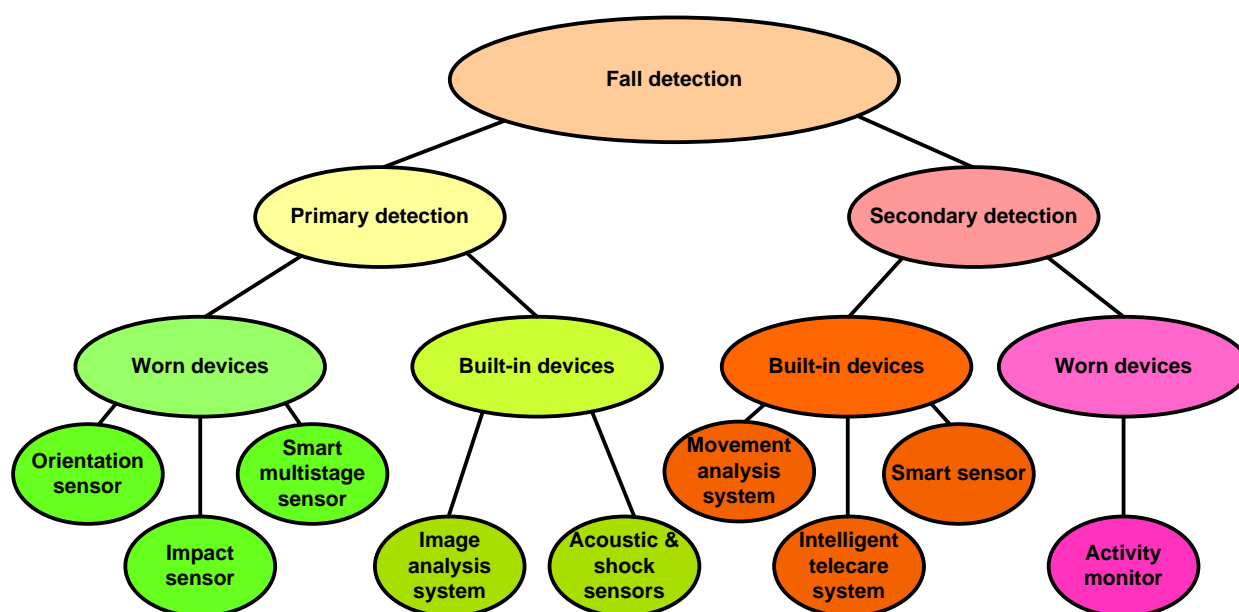 Fall detection
Primary detection
Secondary detection
Worn devices
Built-in devices
Built-in devices
Worn devices
Orientation
sensor
Smart
multistage
sensor
Movement
analysis
system
Smart sensor
Impact
sensor
Image
analysis
system
Acoustic &
shock
sensors
Intelligent
telecare
system
Activity
monitor